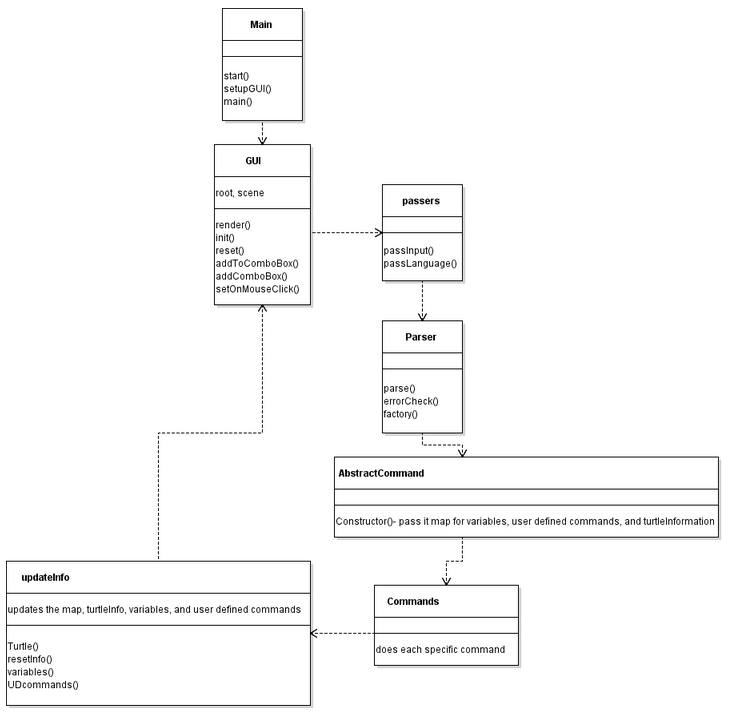 Main
start()
setupGUI()
main()
GUI
root, scene
render()
init()
reset()
addToComboBox()
addComboBox()
setOnMouseClick()
passers
passInput()
passLanguage()
Parser
parse()
errorCheck()
factory()
AbstractCommand
Constructor()- pass it map for variables, user defined commands, and turtleInformation
Commands
does each specific command
updateInfo
updates the map, turtleInfo, variables, and user defined commands
Turtle()
resetInfo()
variables()
UDcommands()